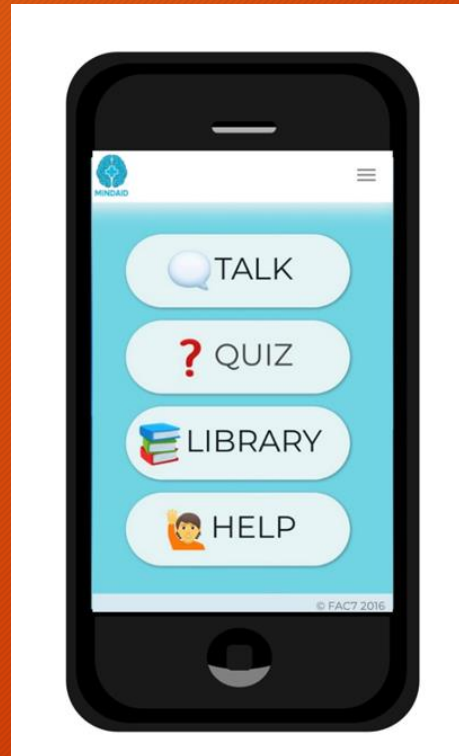 MINDAID
TALK
QUIZ
LIBRARY
HELP
© FAC7 2016